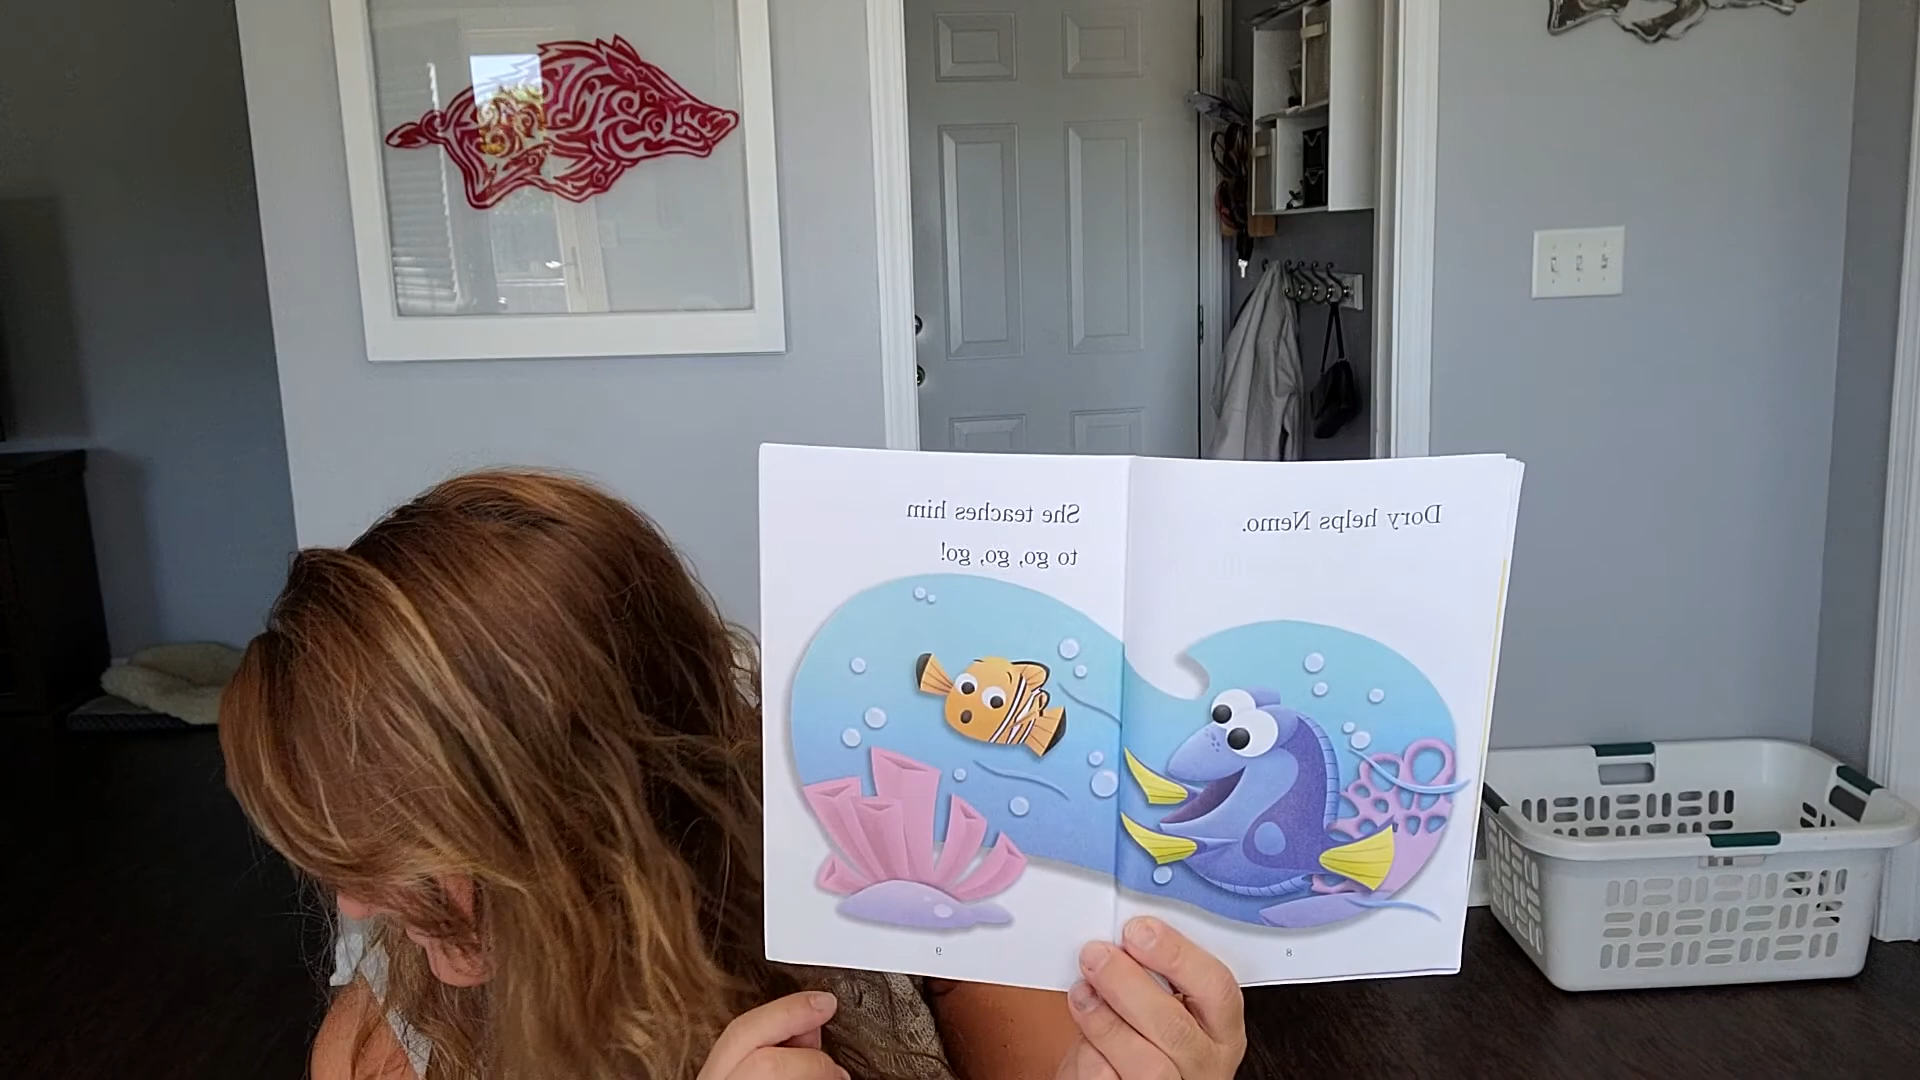 Dory helps Nemo.
8
She teaches him
to go, go, go!
9